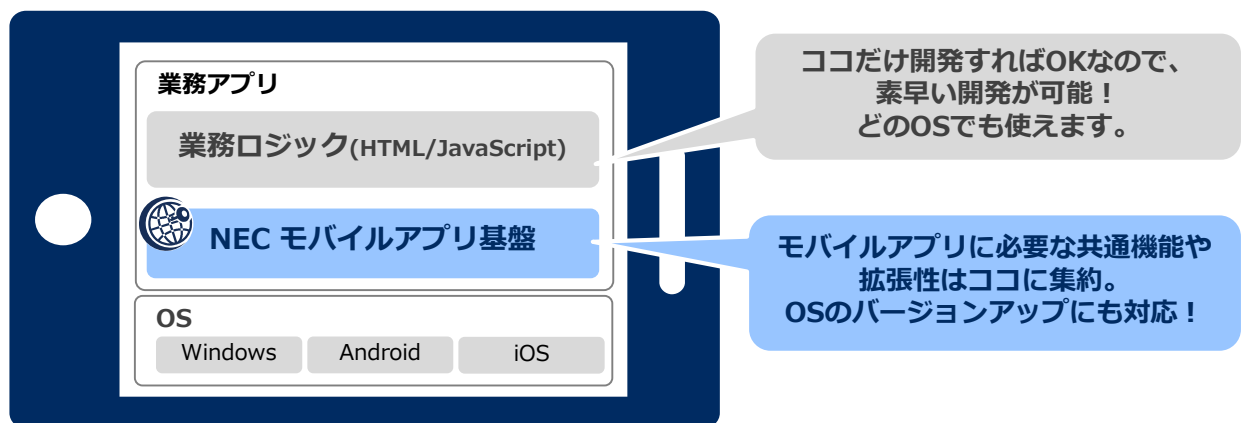 業務アプリ
業務ロジック(HTML/JavaScript)
NEC モバイルアプリ基盤
OS
Windows
Android
iOS
ココだけ開発すればOKなので、
素早い開発が可能！
どのOSでも使えます。
モバイルアプリに必要な共通機能や
拡張性はココに集約。
OSのバージョンアップにも対応！